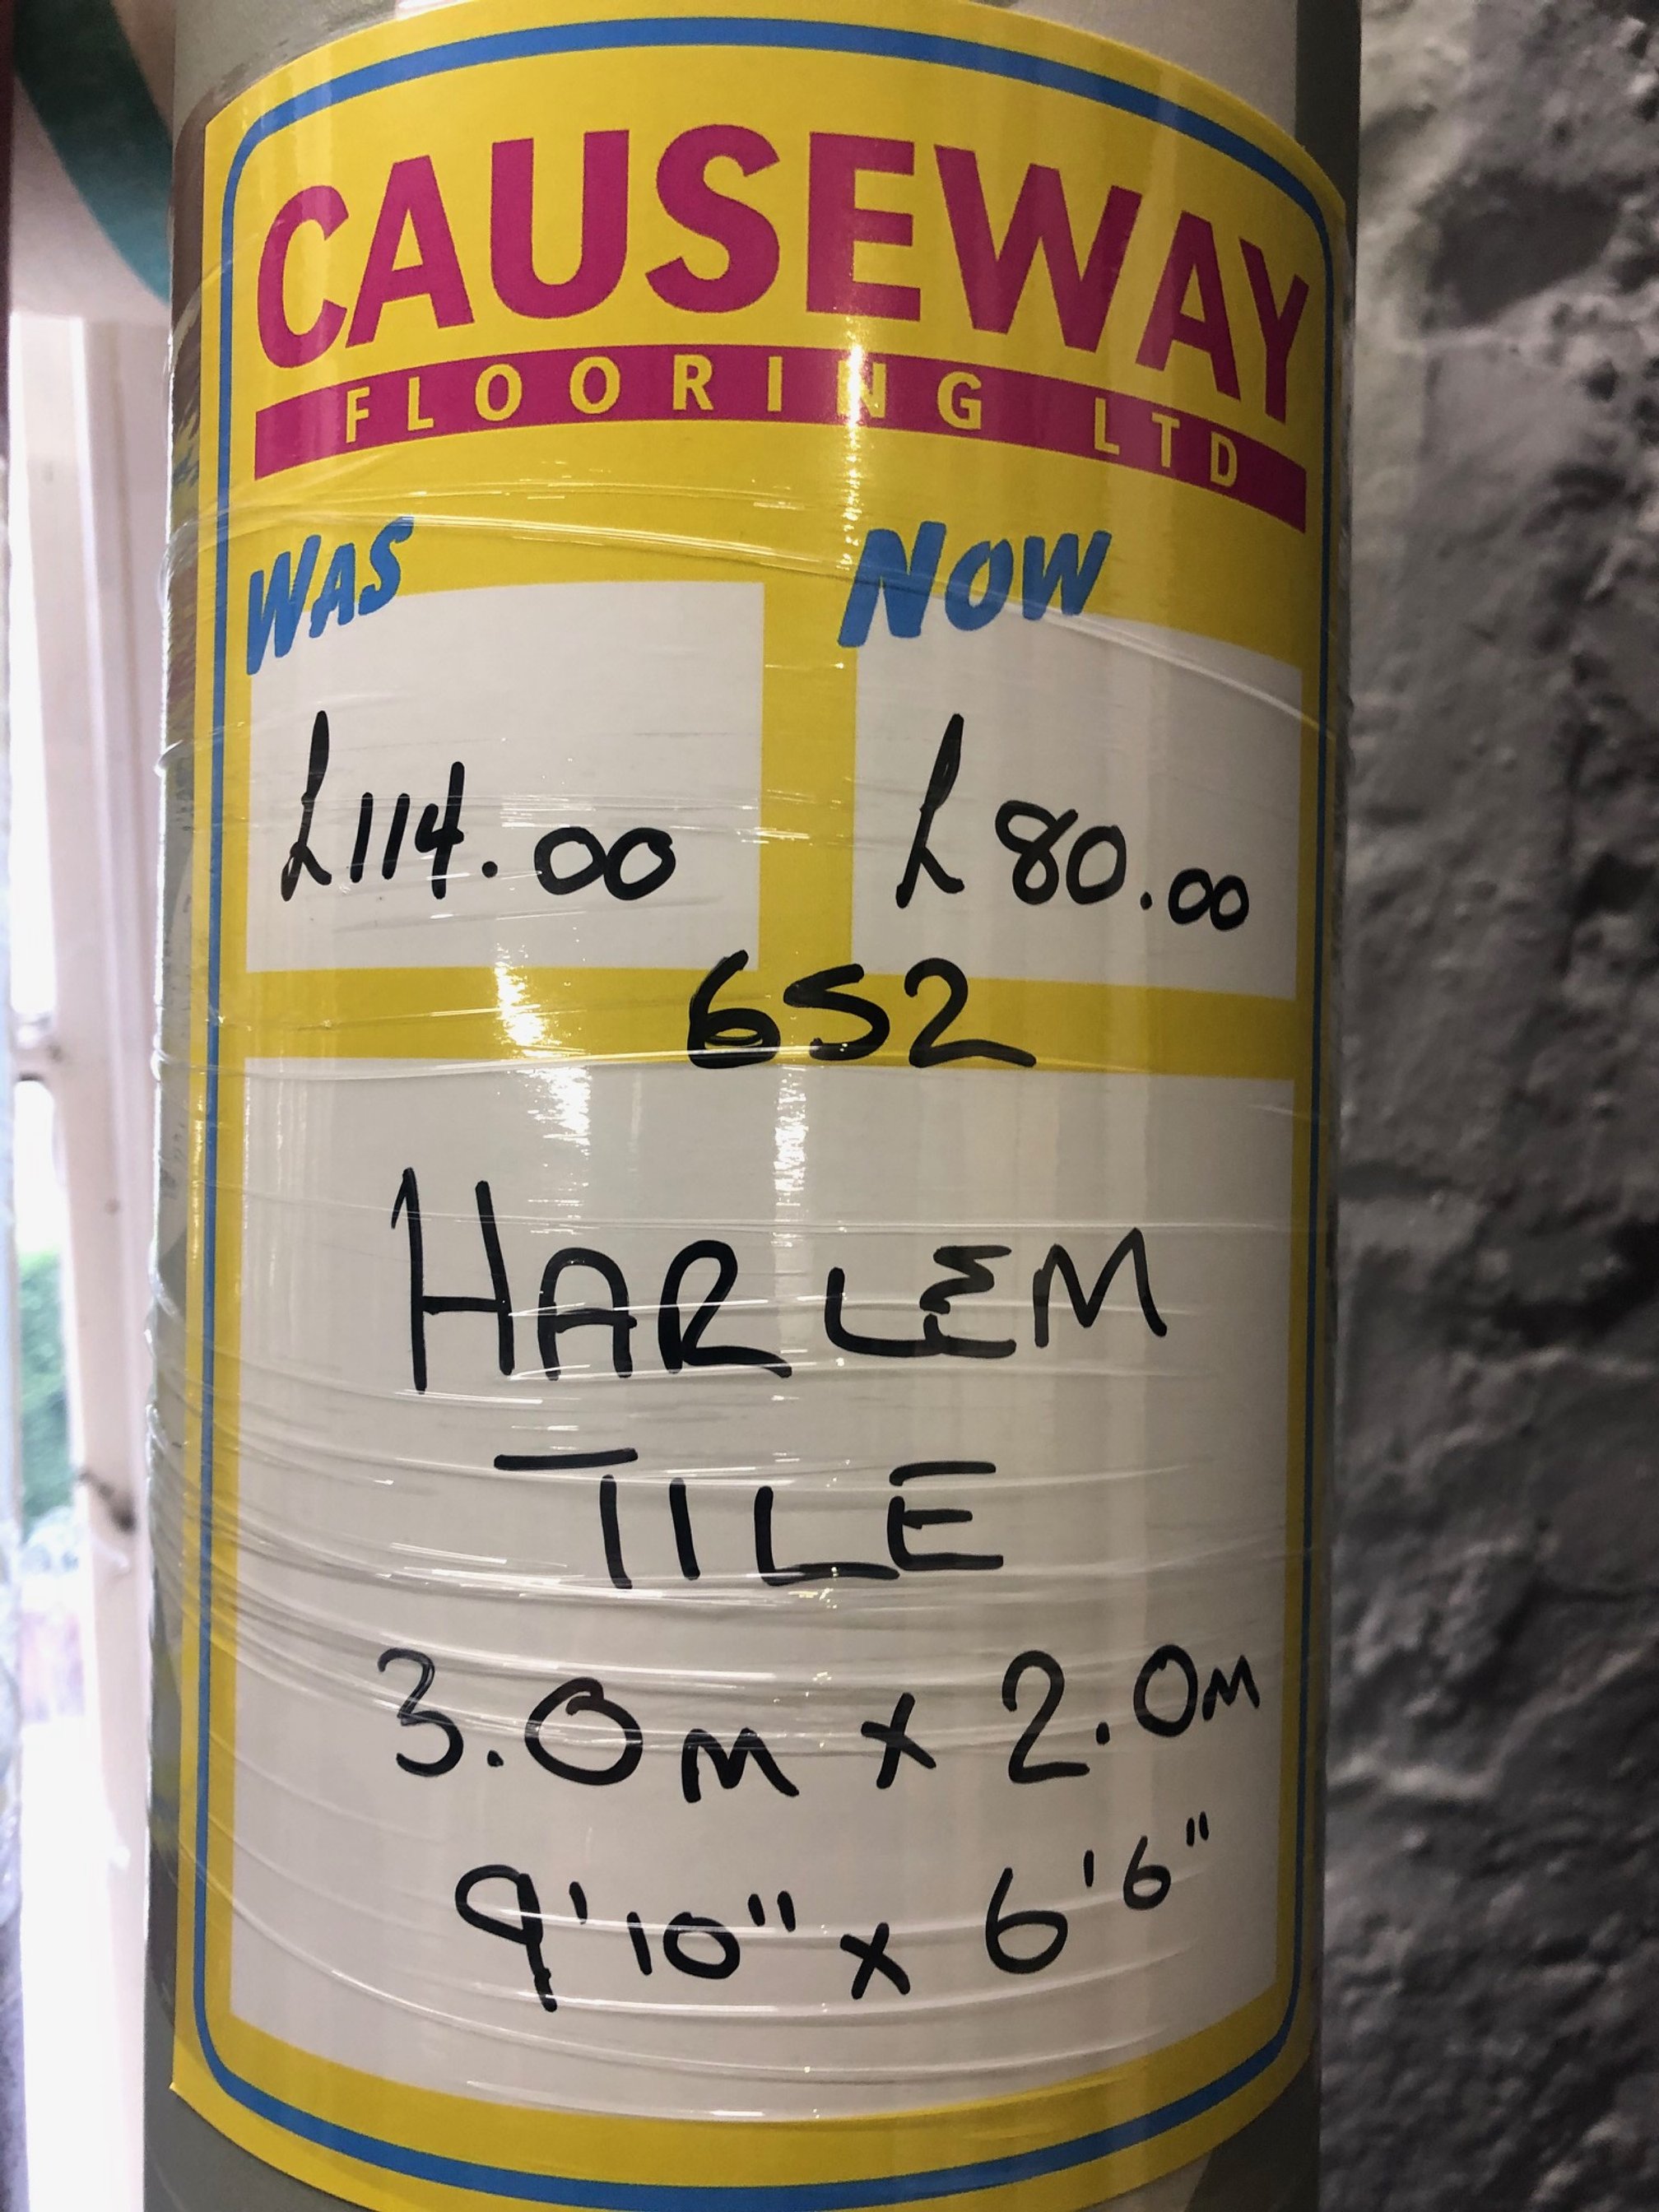 CAUSEWAY
FLOORING LTD
WAS NOW
£114.00 £80.00
652
HARLEM
TILE
3.0M x 2.0M
9'10" x 6'6"